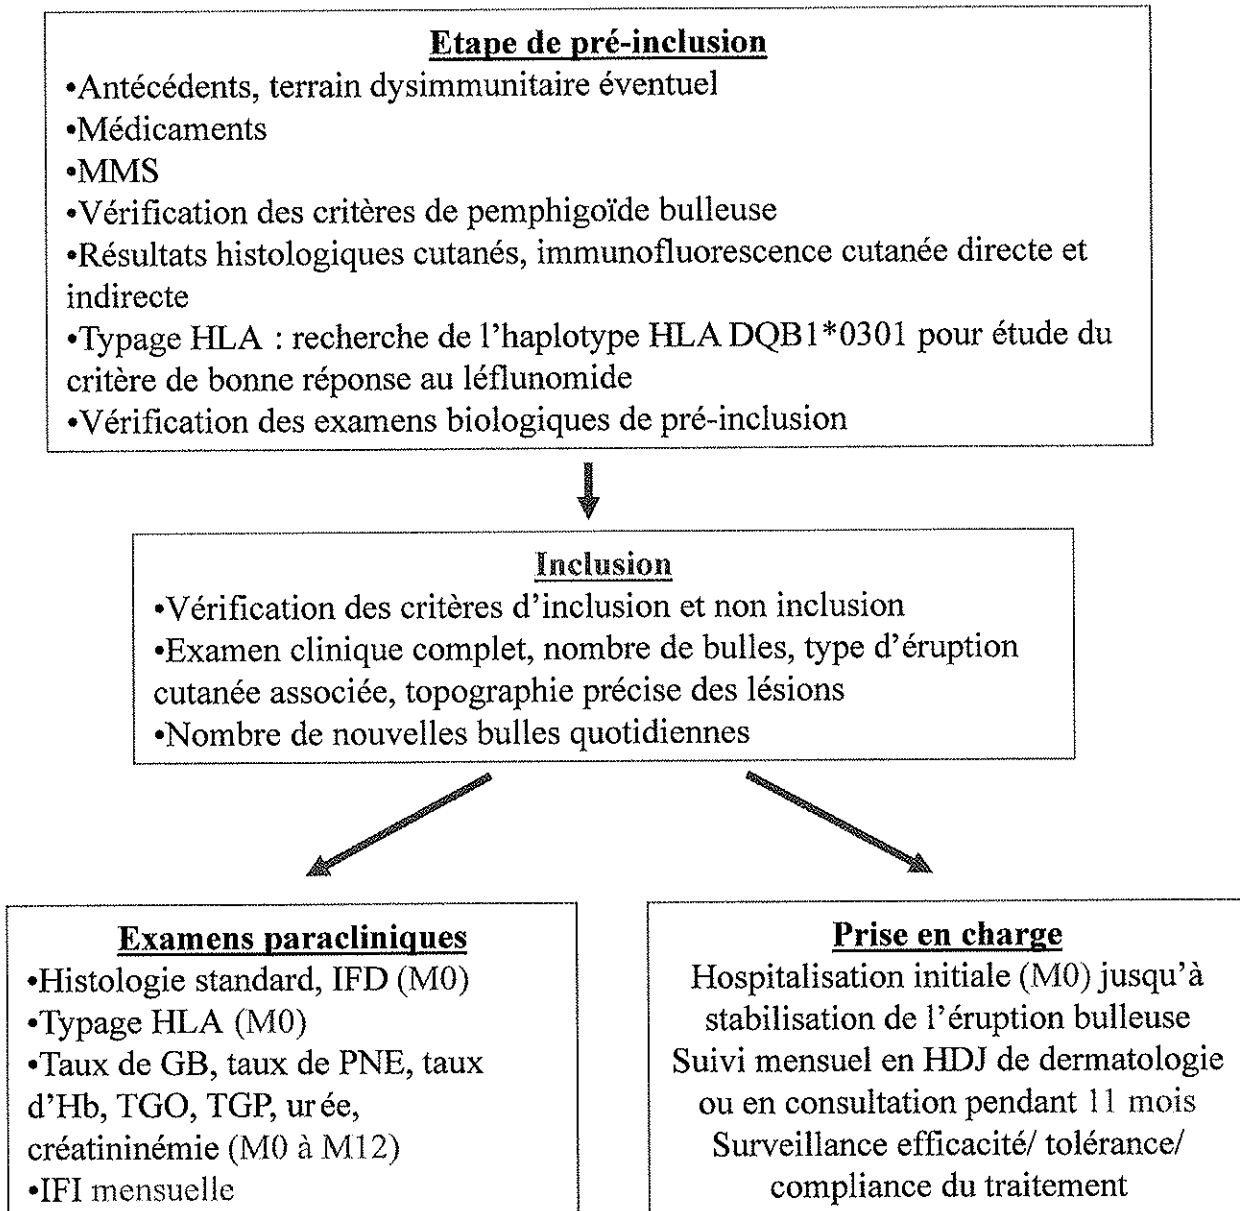 Etape de pré-inclusion
•Antécédents, terrain dysimmunitaire éventuel
•Médicaments
•MMS
•Vérification des critères de pemphigoïde bulleuse
•Résultats histologiques cutanés, immunofluorescence cutanée directe et
indirecte
•Typage HLA : recherche de l'haplotype HLA DQB1*0301 pour étude du
critère de bonne réponse au léflunomide
•Vérification des examens biologiques de pré-inclusion
Inclusion
•Vérification des critères d'inclusion et non inclusion
•Examen clinique complet, nombre de bulles, type d'éruption
cutanée associée, topographie précise des lésions
•Nombre de nouvelles bulles quotidiennes
Examens paracliniques
•Histologie standard, IFD (M0)
•Typage HLA (M0)
•Taux de GB, taux de PNE, taux
d'Hb, TGO, TGP, urée,
créatininémie (M0 à M12)
•IFI mensuelle
Prise en charge
Hospitalisation initiale (M0) jusqu'à
stabilisation de l'éruption bulleuse
Suivi mensuel en HDJ de dermatologie
ou en consultation pendant 11 mois
Surveillance efficacité/ tolérance/
compliance du traitement